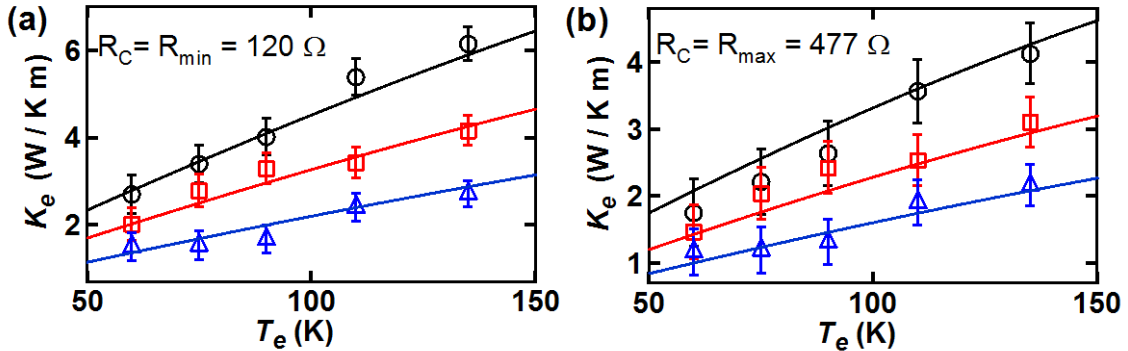 (a)
R_C = R_min = 120 Ω
K_e (W / K m)
6
4
2
50
100
150
T_e (K)
(b)
R_C = R_max = 477 Ω
K_e (W / K m)
4
3
2
1
50
100
150
T_e (K)